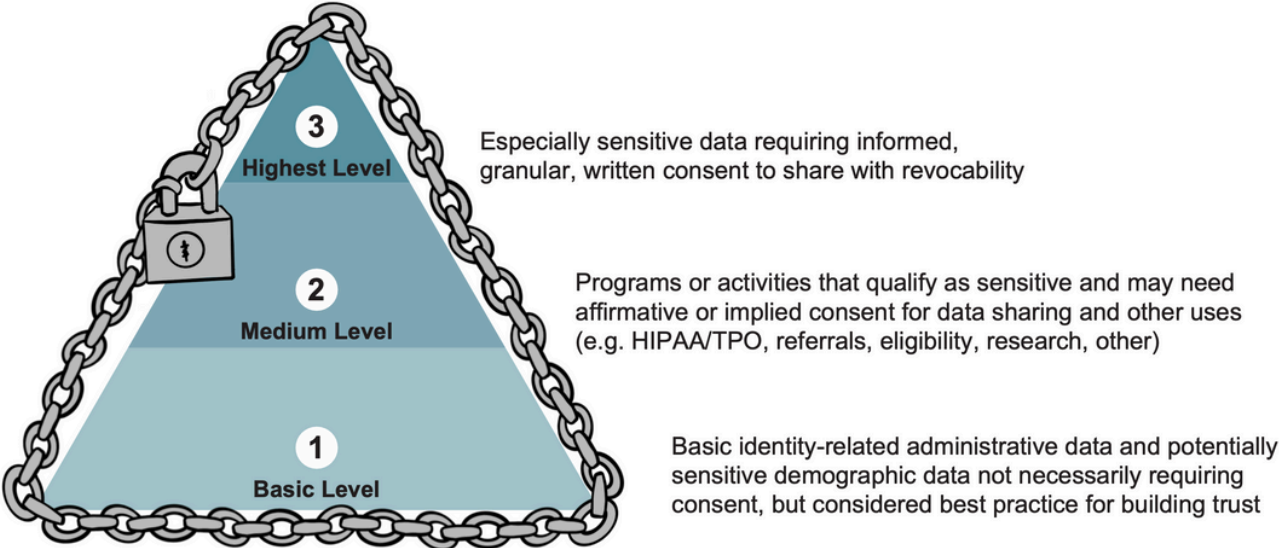 3
Highest Level
Especially sensitive data requiring informed,
granular, written consent to share with revocability
2
Medium Level
Programs or activities that qualify as sensitive and may need
affirmative or implied consent for data sharing and other uses
(e.g. HIPAA/TPO, referrals, eligibility, research, other)
1
Basic Level
Basic identity-related administrative data and potentially
sensitive demographic data not necessarily requiring
consent, but considered best practice for building trust